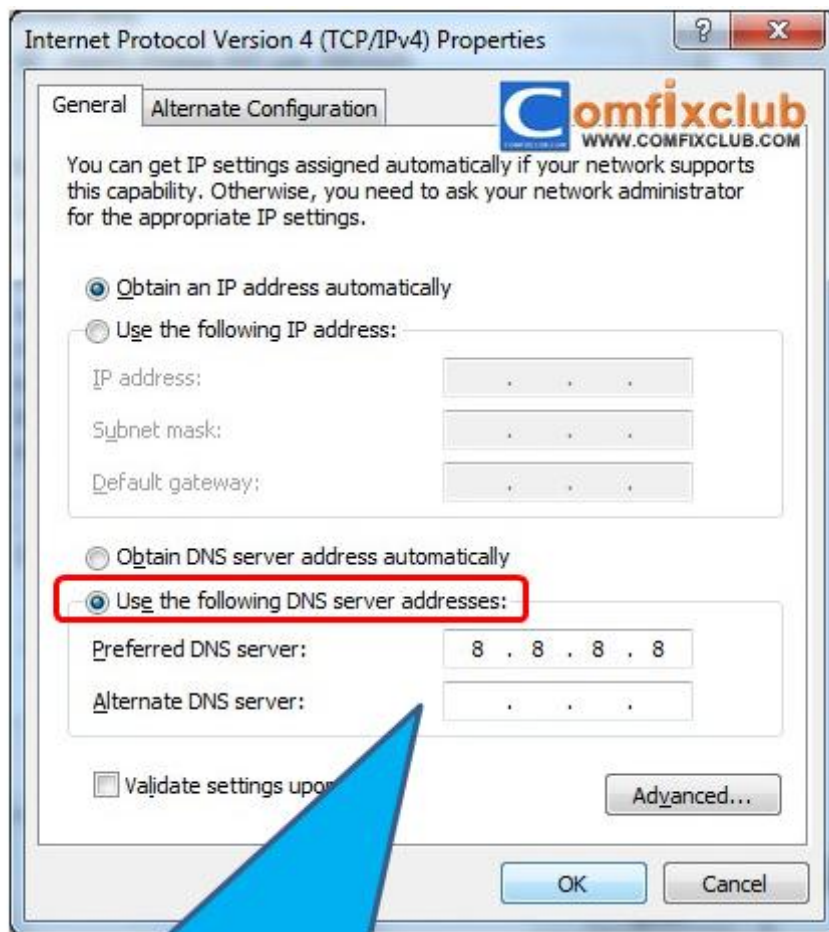 Internet Protocol Version 4 (TCP/IPv4) Properties
General
Alternate Configuration
Comfixclub
WWW.COMFIXCLUB.COM
You can get IP settings assigned automatically if your network supports
this capability. Otherwise, you need to ask your network administrator
for the appropriate IP settings.
Obtain an IP address automatically
Use the following IP address:
IP address:
Subnet mask:
Default gateway:
Obtain DNS server address automatically
Use the following DNS server addresses:
Preferred DNS server: 8 . 8 . 8 . 8
Alternate DNS server: . . .
Validate settings
Advanced...
OK
Cancel